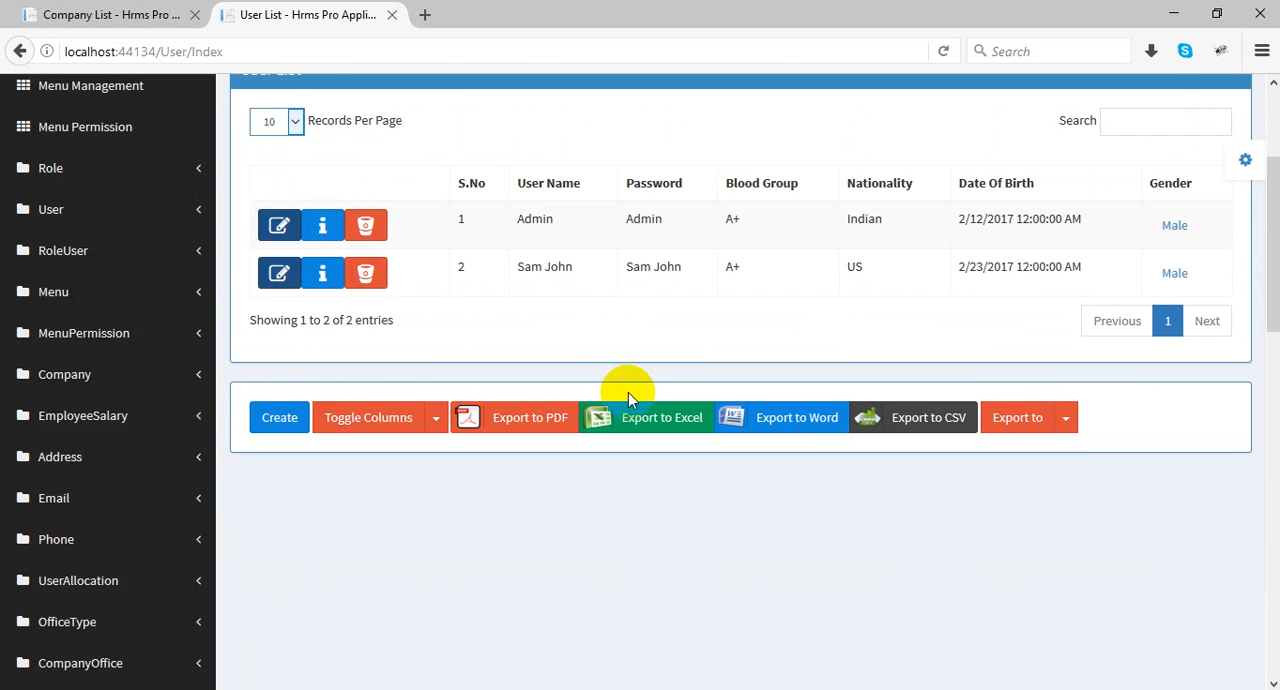 Company List - Hrms Pro ...
User List - Hrms Pro Appli...
localhost:44134/User/Index
Search
Menu Management
Menu Permission
Role
User
RoleUser
Menu
MenuPermission
Company
EmployeeSalary
Address
Email
Phone
UserAllocation
OfficeType
CompanyOffice
User List
10 Records Per Page
Search
S.No User Name Password Blood Group Nationality Date Of Birth Gender
1 Admin Admin A+ Indian 2/12/2017 12:00:00 AM Male
2 Sam John Sam John A+ US 2/23/2017 12:00:00 AM Male
Showing 1 to 2 of 2 entries
Previous 1 Next
Create Toggle Columns Export to PDF Export to Excel Export to Word Export to CSV Export to